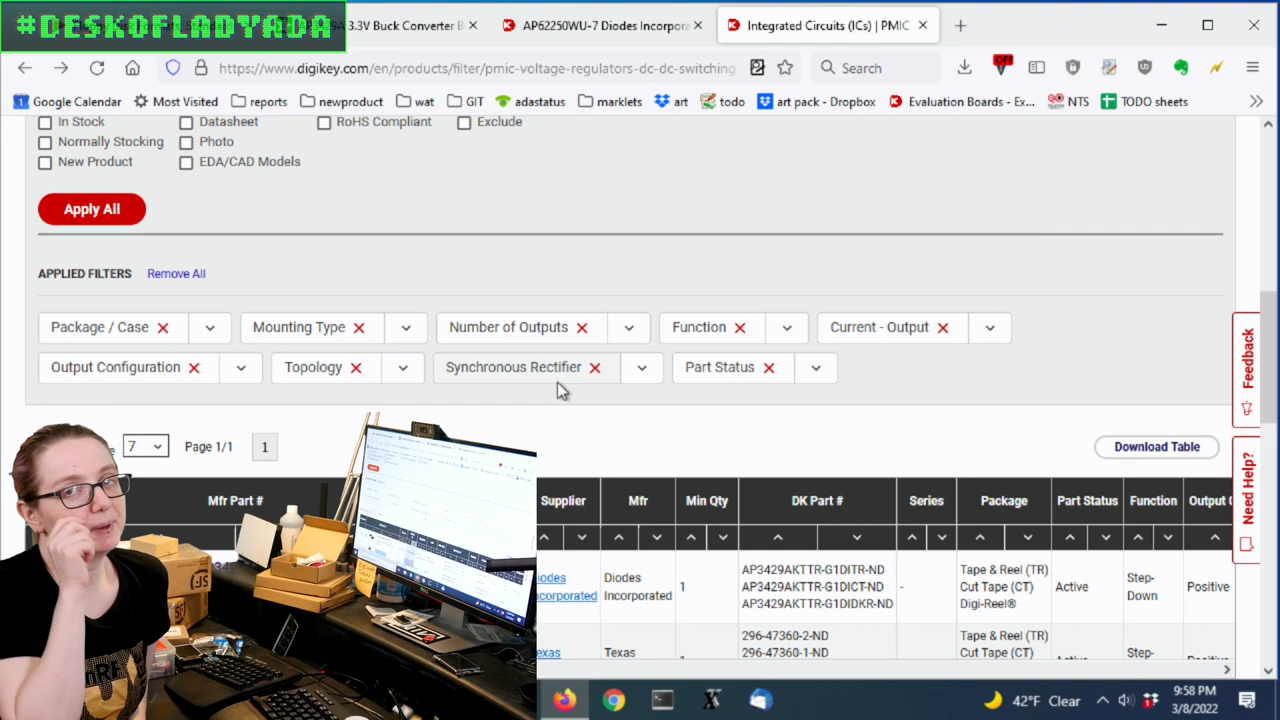 #DESKOFLADYADA
3.3V Buck Converter B
AP62250WU-7 Diodes Incorpora
Integrated Circuits (ICs) | PMIC
https://www.digikey.com/en/products/filter/pmic-voltage-regulators-dc-dc-switching
Search
Off
Google Calendar
Most Visited
reports
newproduct
wat
GIT
adastatus
marklets
art
todo
art pack - Dropbox
Evaluation Boards - Ex...
NTS
TODO sheets
In Stock
Datasheet
RoHS Compliant
Exclude
Normally Stocking
Photo
New Product
EDA/CAD Models
Apply All
APPLIED FILTERS
Remove All
Package / Case
Mounting Type
Number of Outputs
Function
Current - Output
Output Configuration
Topology
Synchronous Rectifier
Part Status
Feedback
Need Help?
7
Page 1/1
1
Download Table
Mfr Part #
Supplier
Mfr
Min Qty
DK Part #
Series
Package
Part Status
Function
Output
Diodes
Incorporated
Diodes
Incorporated
1
AP3429AKTTR-G1DITR-ND
AP3429AKTTR-G1DICT-ND
AP3429AKTTR-G1DIDKR-ND
-
Tape & Reel (TR)
Cut Tape (CT)
Digi-Reel®
Active
Step-
Down
Positive
Texas
Texas
296-47360-2-ND
296-47360-1-ND
Tape & Reel (TR)
Cut Tape (CT)
Active
Step-
42°F Clear
9:58 PM
3/8/2022